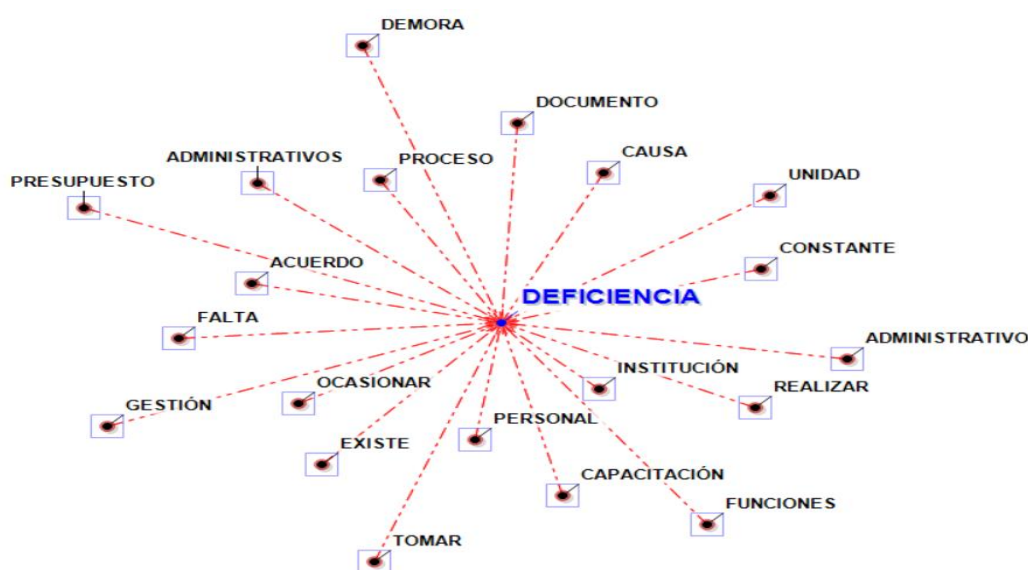 DEMORA
DOCUMENTO
ADMINISTRATIVOS
PROCESO
CAUSA
PRESUPUESTO
UNIDAD
ACUERDO
CONSTANTE
DEFICIENCIA
FALTA
ADMINISTRATIVO
INSTITUCIÓN
OCASIONAR
REALIZAR
GESTIÓN
PERSONAL
EXISTE
CAPACITACIÓN
FUNCIONES
TOMAR